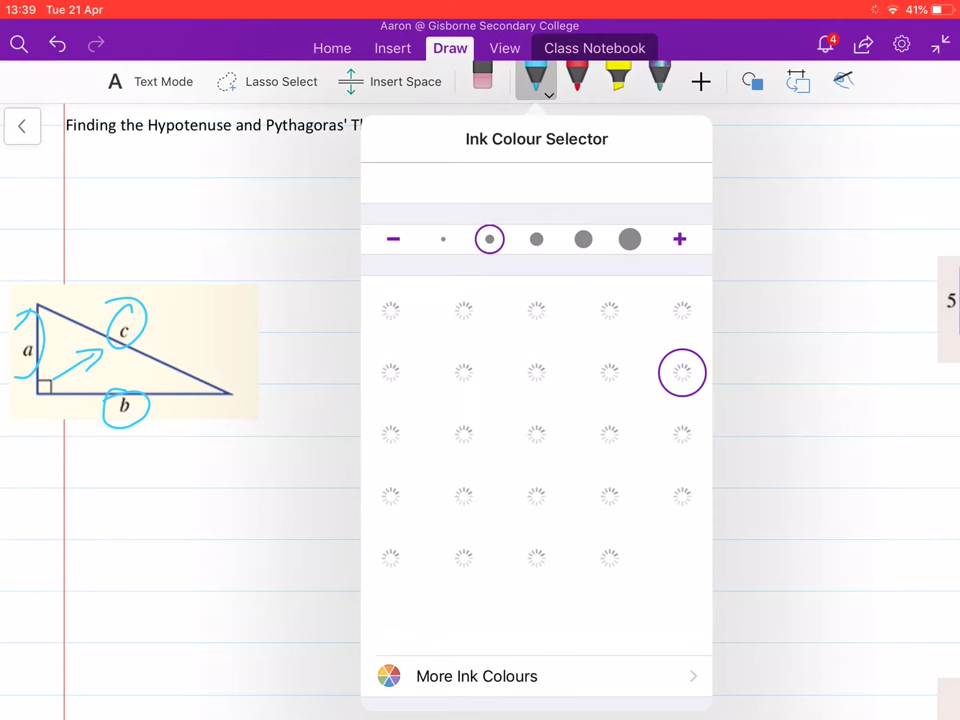 13:39 Tue 21 Apr 41%
Aaron @ Gisborne Secondary College
Home Insert Draw View Class Notebook 4
A Text Mode Lasso Select Insert Space
Finding the Hypotenuse and Pythagoras'
Ink Colour Selector
5
c
a
b
More Ink Colours